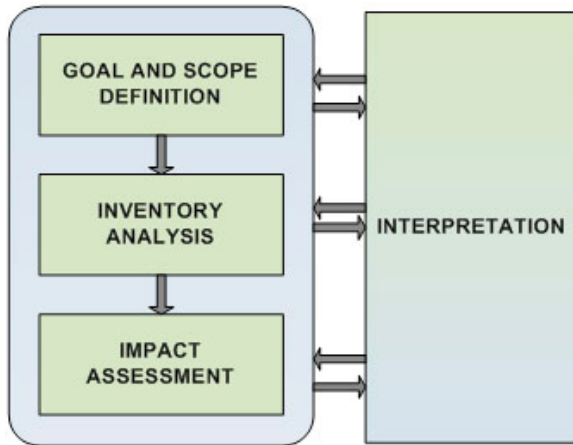 GOAL AND SCOPE
DEFINITION
INVENTORY
ANALYSIS
INTERPRETATION
IMPACT
ASSESSMENT